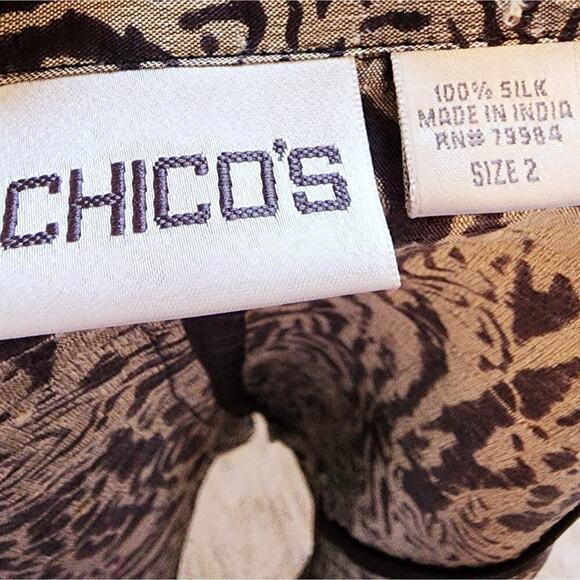 CHICO'S
100% SILK
MADE IN INDIA
RN# 79984
SIZE 2